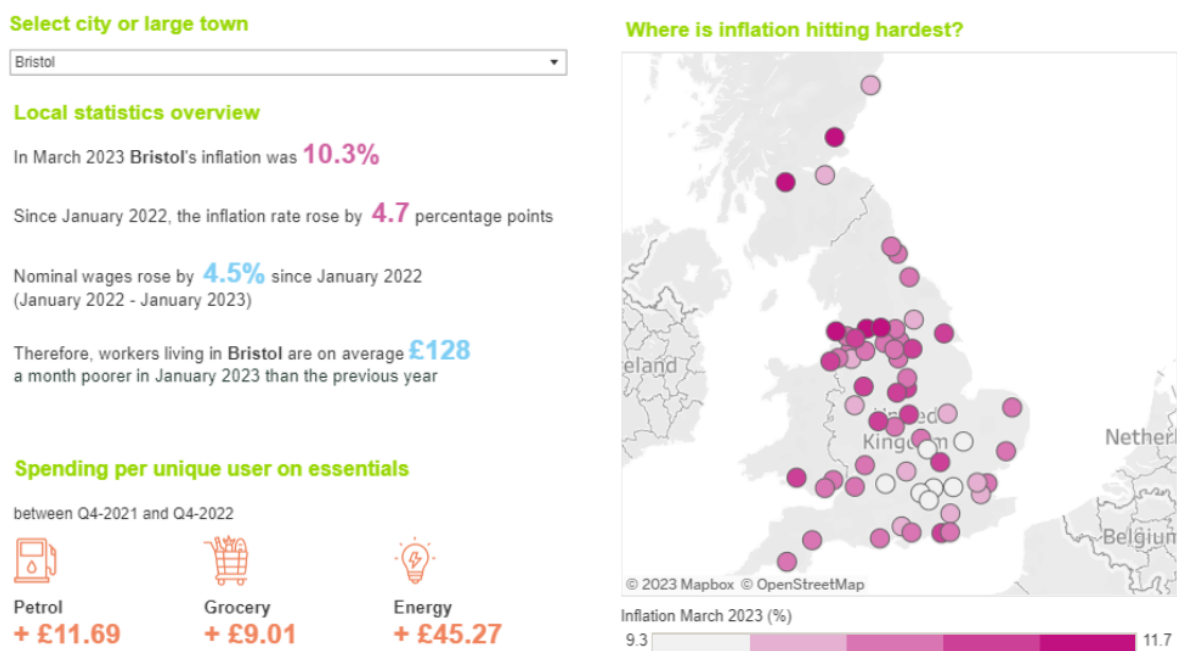 Select city or large town
Bristol
Local statistics overview
In March 2023 Bristol's inflation was 10.3%
Since January 2022, the inflation rate rose by 4.7 percentage points
Nominal wages rose by 4.5% since January 2022
(January 2022 - January 2023)
Therefore, workers living in Bristol are on average £128
a month poorer in January 2023 than the previous year
Spending per unique user on essentials
between Q4-2021 and Q4-2022
Petrol
+ £11.69
Grocery
+ £9.01
Energy
+ £45.27
Where is inflation hitting hardest?
eland
United
Kingdom
Netherl
Belgium
© 2023 Mapbox © OpenStreetMap
Inflation March 2023 (%)
9.3 11.7